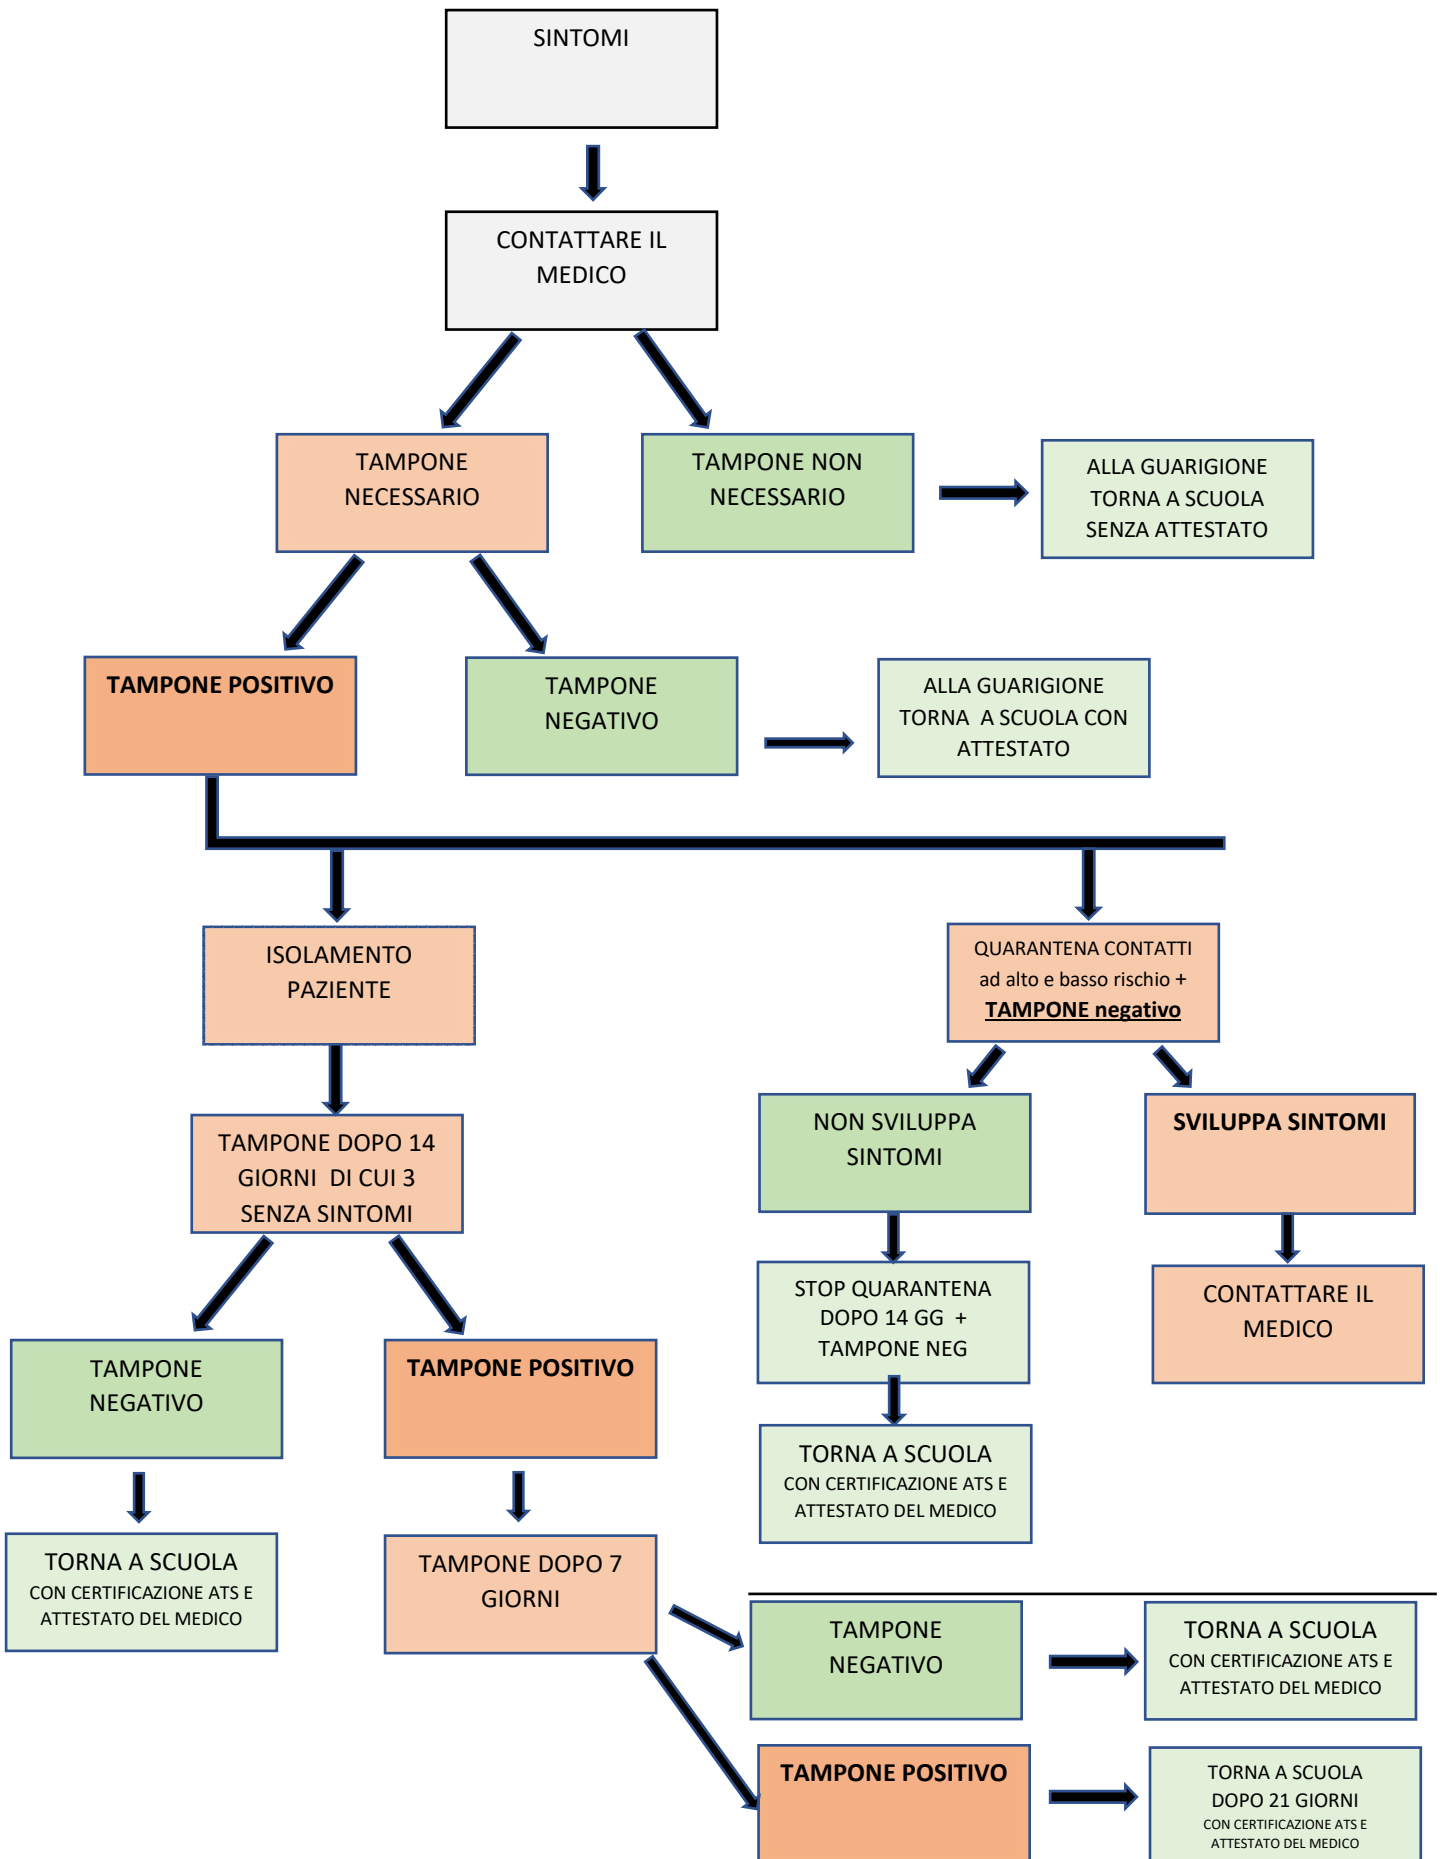 SINTOMI
CONTATTARE IL
MEDICO
TAMPONE
NECESSARIO
TAMPONE NON
NECESSARIO
ALLA GUARIGIONE
TORNA A SCUOLA
SENZA ATTESTATO
TAMPONE POSITIVO
TAMPONE
NEGATIVO
ALLA GUARIGIONE
TORNA A SCUOLA CON
ATTESTATO
ISOLAMENTO
PAZIENTE
QUARANTENA CONTATTI
ad alto e basso rischio +
TAMPONE negativo
TAMPONE DOPO 14
GIORNI DI CUI 3
SENZA SINTOMI
NON SVILUPPA
SINTOMI
SVILUPPA SINTOMI
STOP QUARANTENA
DOPO 14 GG +
TAMPONE NEG
CONTATTARE IL
MEDICO
TAMPONE
NEGATIVO
TAMPONE POSITIVO
TORNA A SCUOLA
CON CERTIFICAZIONE ATS E
ATTESTATO DEL MEDICO
TORNA A SCUOLA
CON CERTIFICAZIONE ATS E
ATTESTATO DEL MEDICO
TAMPONE DOPO 7
GIORNI
TAMPONE
NEGATIVO
TORNA A SCUOLA
CON CERTIFICAZIONE ATS E
ATTESTATO DEL MEDICO
TAMPONE POSITIVO
TORNA A SCUOLA
DOPO 21 GIORNI
CON CERTIFICAZIONE ATS E
ATTESTATO DEL MEDICO